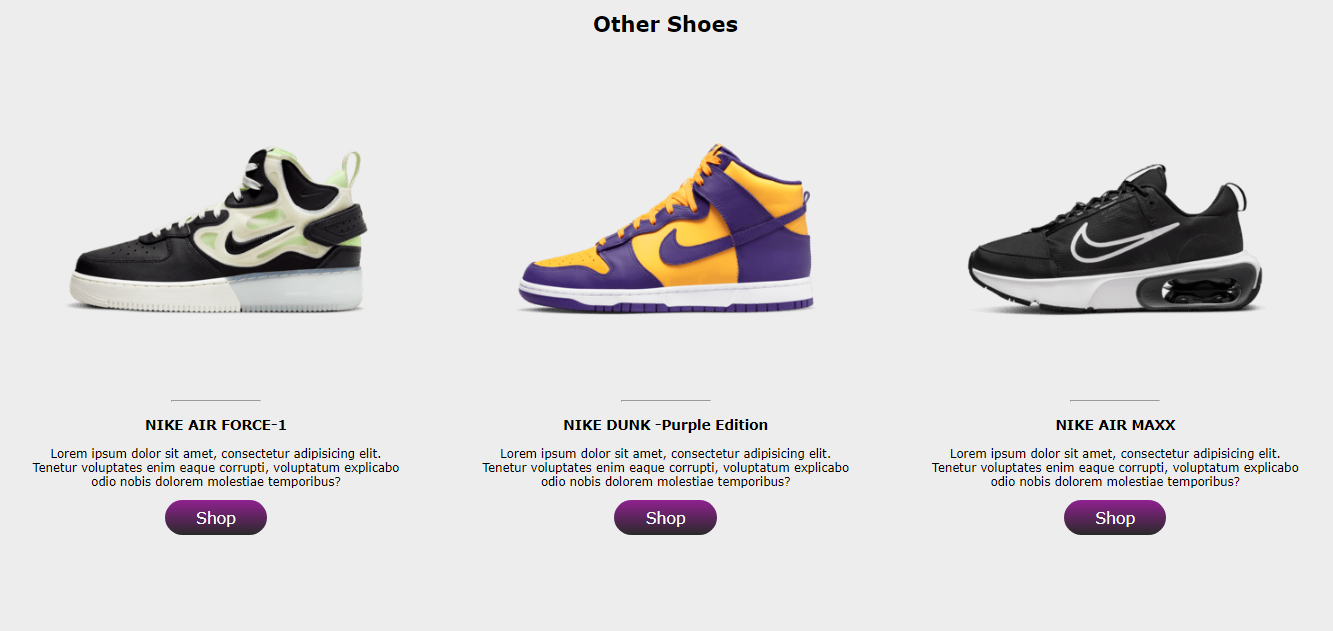 Other Shoes
NIKE AIR FORCE-1
Lorem ipsum dolor sit amet, consectetur adipisicing elit.
Tenetur voluptates enim eaque corrupti, voluptatum explicabo
odio nobis dolorem molestiae temporibus?
Shop
NIKE DUNK -Purple Edition
Lorem ipsum dolor sit amet, consectetur adipisicing elit.
Tenetur voluptates enim eaque corrupti, voluptatum explicabo
odio nobis dolorem molestiae temporibus?
Shop
NIKE AIR MAXX
Lorem ipsum dolor sit amet, consectetur adipisicing elit.
Tenetur voluptates enim eaque corrupti, voluptatum explicabo
odio nobis dolorem molestiae temporibus?
Shop